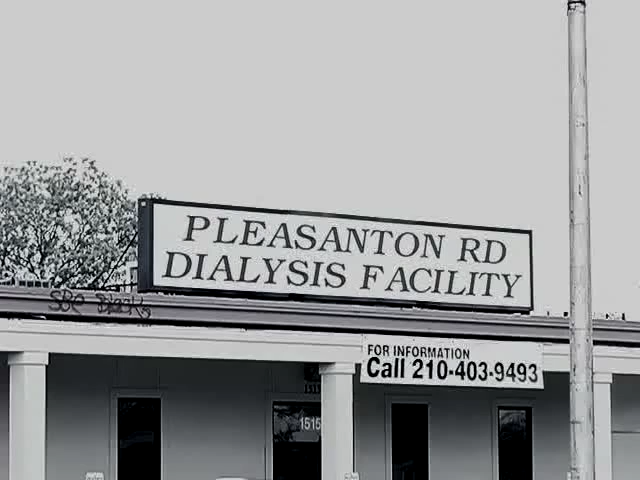 PLEASANTON RD
DIALYSIS FACILITY
FOR INFORMATION
Call 210-403-9493
1515